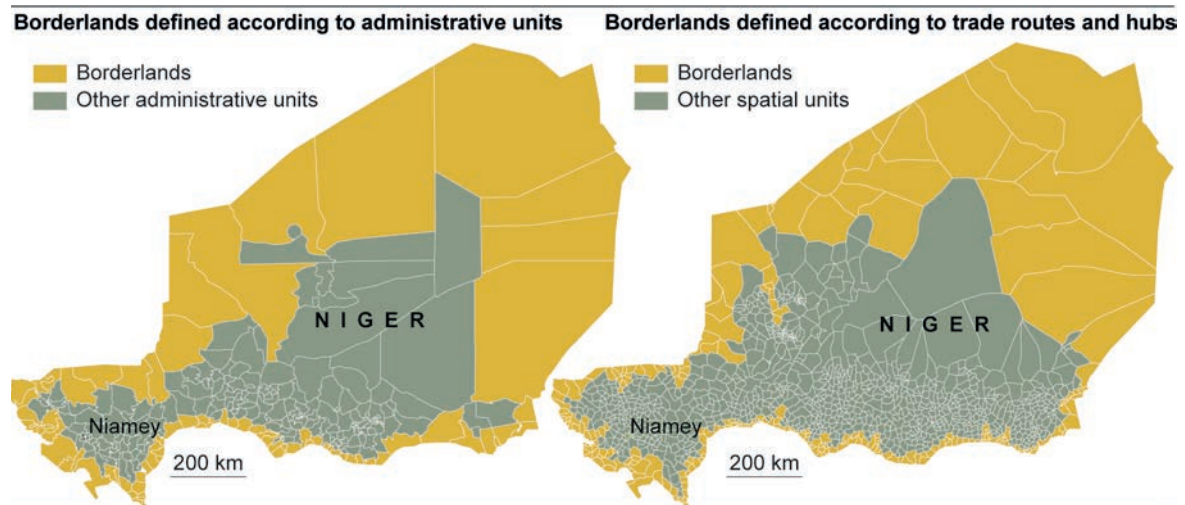 Borderlands defined according to administrative units
Borderlands
Other administrative units
NIGER
Niamey
200 km
Borderlands defined according to trade routes and hubs
Borderlands
Other spatial units
NIGER
Niamey
200 km